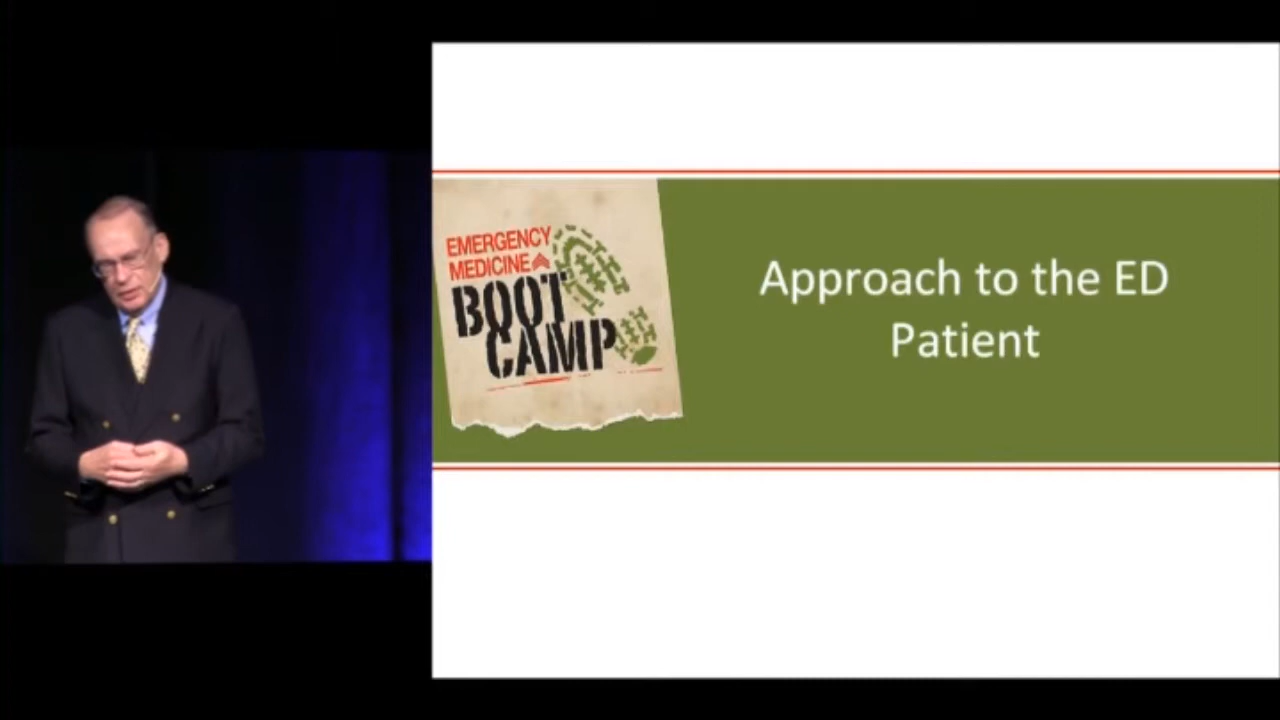 EMERGENCY
MEDICINE
BOOT
CAMP
Approach to the ED
Patient